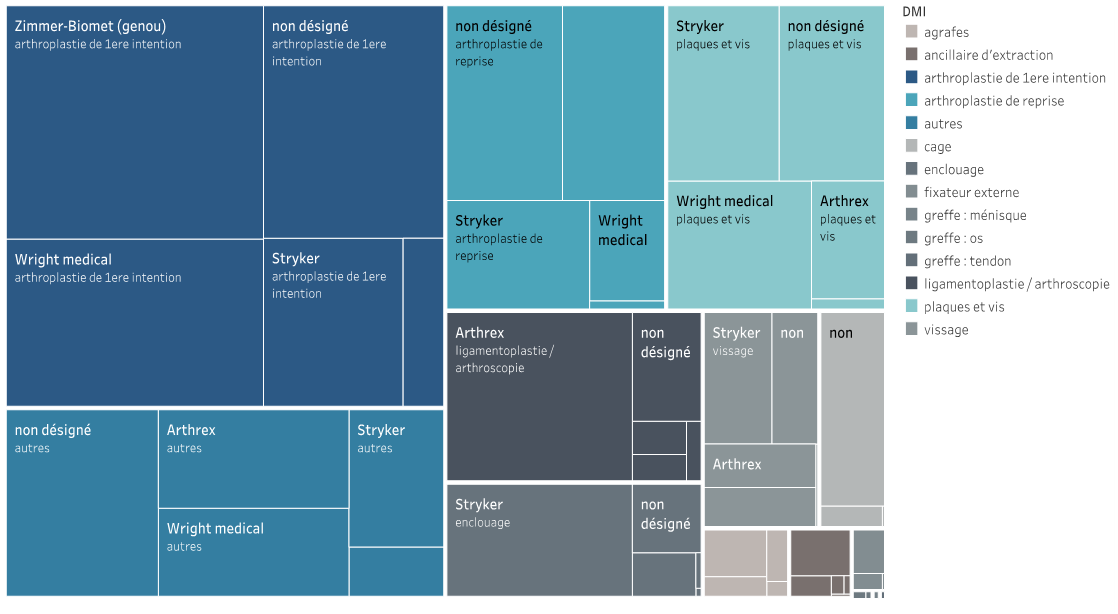 Zimmer-Biomet (genou)
arthroplastie de 1ere intention
non désigné
arthroplastie de 1ere
intention
Wright medical
arthroplastie de 1ere intention
Stryker
arthroplastie de 1ere
intention
non désigné
autres
Arthrex
autres
Stryker
autres
Wright medical
autres
non désigné
arthroplastie de
reprise
Stryker
arthroplastie de
reprise
Wright
medical
Stryker
plaques et vis
non désigné
plaques et vis
Wright medical
plaques et vis
Arthrex
plaques et
vis
Arthrex
ligamentoplastie /
arthroscopie
non
désigné
Stryker
enclouage
non
désigné
Stryker
vissage
non
Arthrex
non
DMI
agrafes
ancillaire d'extraction
arthroplastie de 1ere intention
arthroplastie de reprise
autres
cage
enclouage
fixateur externe
greffe : ménisque
greffe : os
greffe : tendon
ligamentoplastie / arthroscopie
plaques et vis
vissage